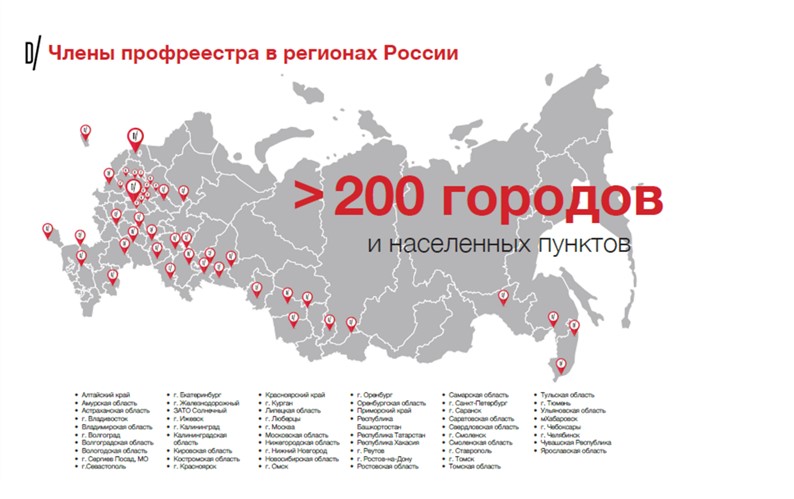 D/ Члены профреестра в регионах России
> 200 городов
и населенных пунктов
• Алтайский край
• Амурская область
• Астраханская область
• г. Владивосток
• Владимирская область
• г. Волгоград
• Волгоградская область
• Вологодская область
• г. Сергиев Посад, МО
• г.Севастополь
• г. Екатеринбург
• г. Железнодорожный
• ЗАТО Солнечный
• г. Ижевск
• г. Калининград
• Калининградская
область
• Кировская область
• Костромская область
• г. Красноярск
• Красноярский край
• г. Курган
• Липецкая область
• г. Люберцы
• г. Москва
• Московская область
• Нижегородская область
• г. Нижний Новгород
• Новосибирская область
• г. Омск
• г. Оренбург
• Оренбургская область
• Приморский край
• Республика
Башкортостан
• Республика Татарстан
• Республика Хакасия
• г. Реутов
• г. Ростов-на-Дону
• Ростовская область
• Самарская область
• г. Санкт-Петербург
• г. Саранск
• Саратовская область
• Свердловская область
• г. Смоленск
• Смоленская область
• г. Ставрополь
• г. Томск
• Томская область
• Тульская область
• г. Тюмень
• Ульяновская область
• мХабаровск
• г. Чебоксары
• г. Челябинск
• Чувашская Республика
• Ярославская область